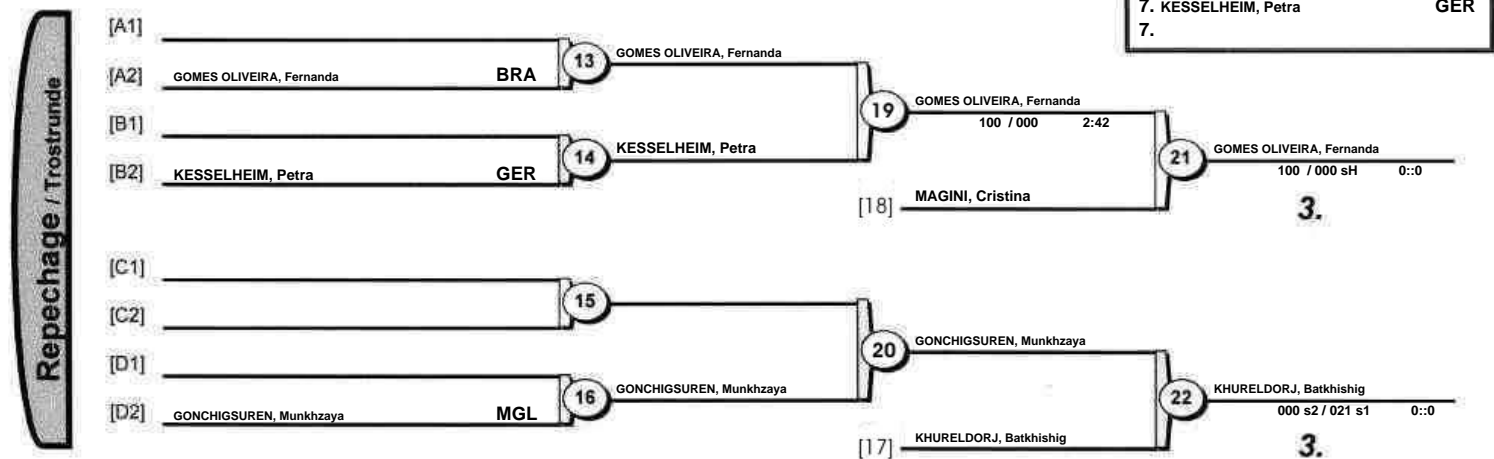 7. KESSELHEIM, Petra GER
7.
Repechage / Trostrunde
[A1]
[A2] GOMES OLIVEIRA, Fernanda BRA
13 GOMES OLIVEIRA, Fernanda
[B1]
[B2] KESSELHEIM, Petra GER
14 KESSELHEIM, Petra
19 GOMES OLIVEIRA, Fernanda
100 / 000 2:42
[18] MAGINI, Cristina
21 GOMES OLIVEIRA, Fernanda
100 / 000 sH 0::0
3.
[C1]
[C2]
15
[D1]
[D2] GONCHIGSUREN, Munkhzaya MGL
16 GONCHIGSUREN, Munkhzaya
20 GONCHIGSUREN, Munkhzaya
[17] KHURELDORJ, Batkhishig
22 KHURELDORJ, Batkhishig
000 s2 / 021 s1 0::0
3.